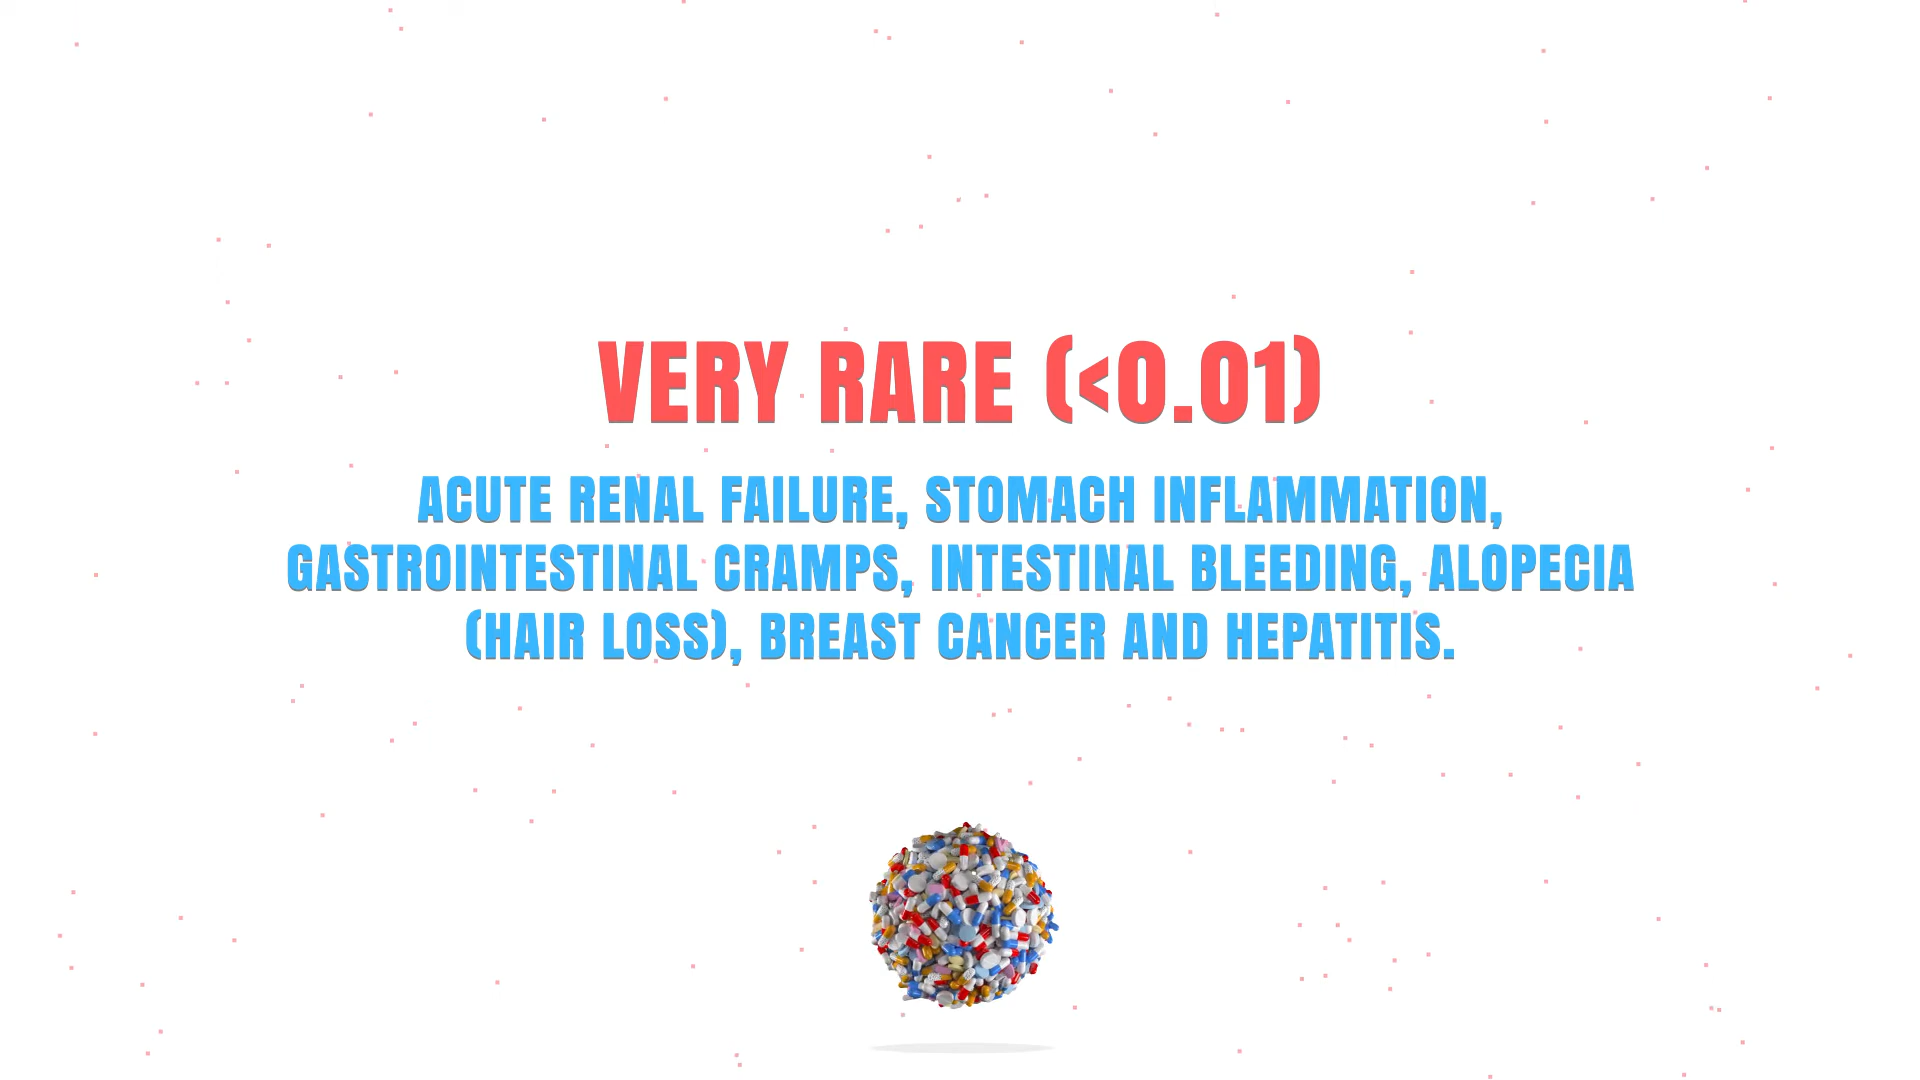 VERY RARE (<0.01)
ACUTE RENAL FAILURE, STOMACH INFLAMMATION,
GASTROINTESTINAL CRAMPS, INTESTINAL BLEEDING, ALOPECIA
(HAIR LOSS), BREAST CANCER AND HEPATITIS.